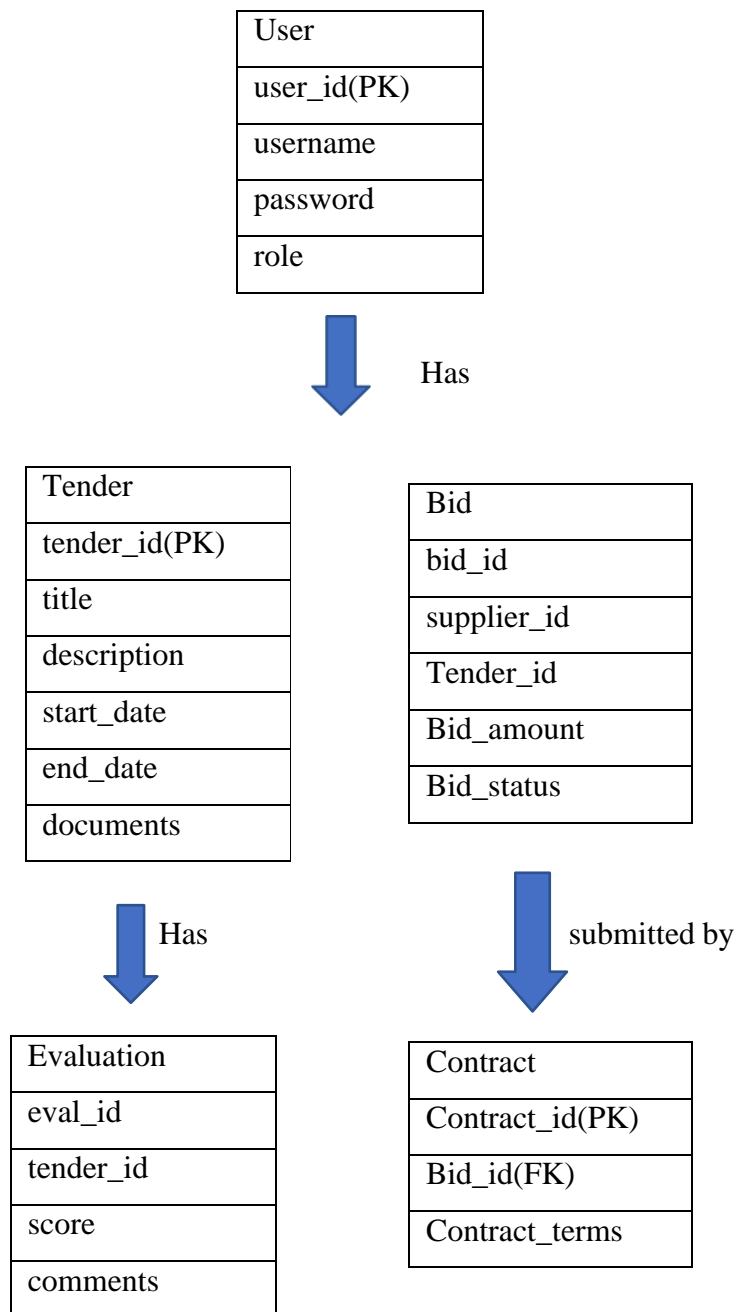 User
user_id(PK)
username
password
role
Has
Tender
tender_id(PK)
title
description
start_date
end_date
documents
Bid
bid_id
supplier_id
Tender_id
Bid_amount
Bid_status
Has
submitted by
Evaluation
eval_id
tender_id
score
comments
Contract
Contract_id(PK)
Bid_id(FK)
Contract_terms